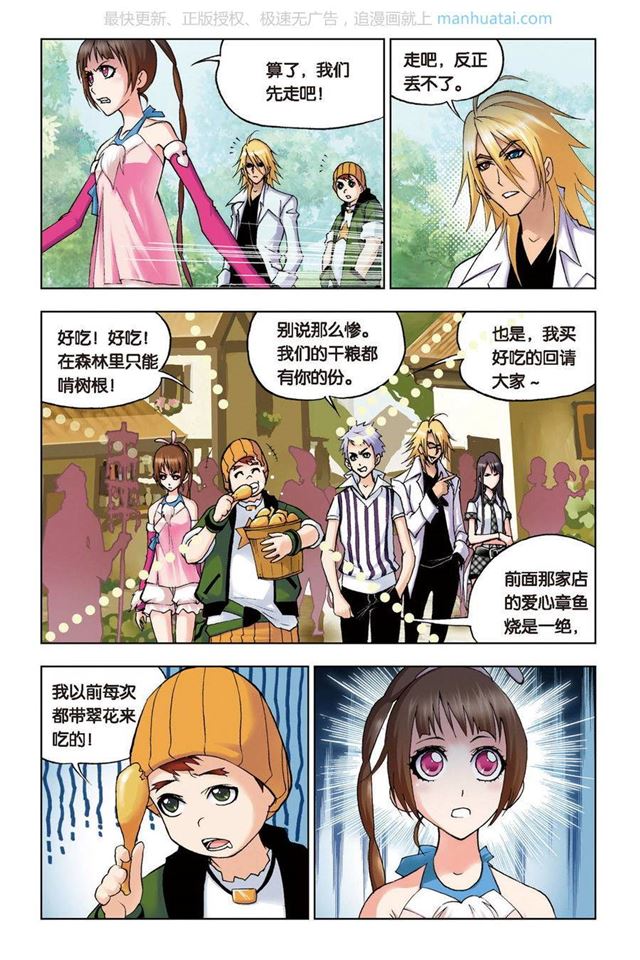 最快更新、正版授权、极速无广告，追漫画就上 manhuatai.com
算了，我们
先走吧！
走吧，反正
丢不了。
好吃！好吃！
在森林里只能
啃树根！
别说那么惨。
我们的干粮都
有你的份。
也是，我买
好吃的回请
大家～
前面那家店
的爱心章鱼
烧是一绝，
我以前每次
都带翠花来
吃的！